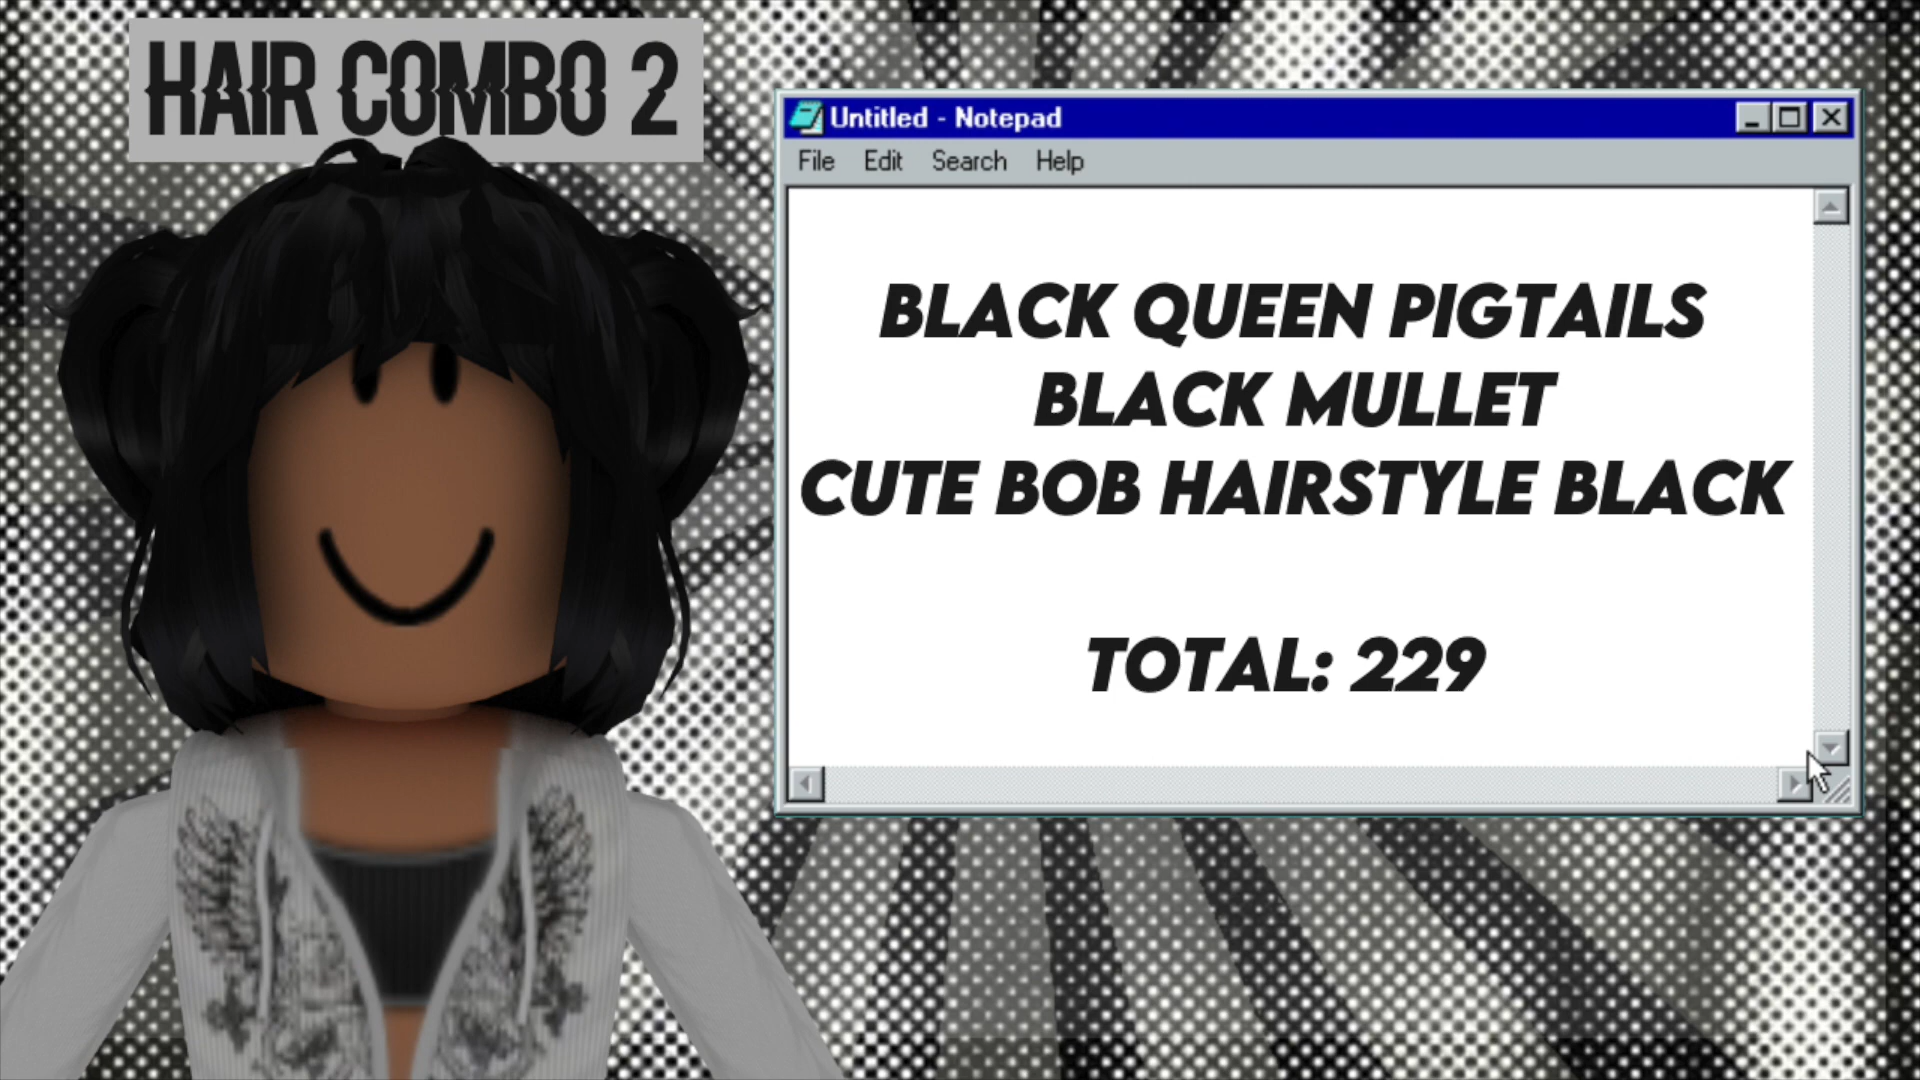 HAIR COMBO 2
Untitled - Notepad
File Edit Search Help
BLACK QUEEN PIGTAILS
BLACK MULLET
CUTE BOB HAIRSTYLE BLACK
TOTAL: 229